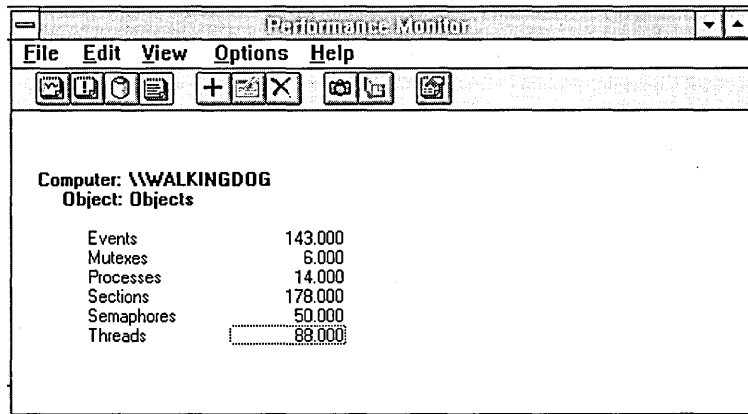 Performance Monitor
File Edit View Options Help
Computer: \\WALKINGDOG
Object: Objects
Events 143.000
Mutexes 6.000
Processes 14.000
Sections 178.000
Semaphores 50.000
Threads 88.000